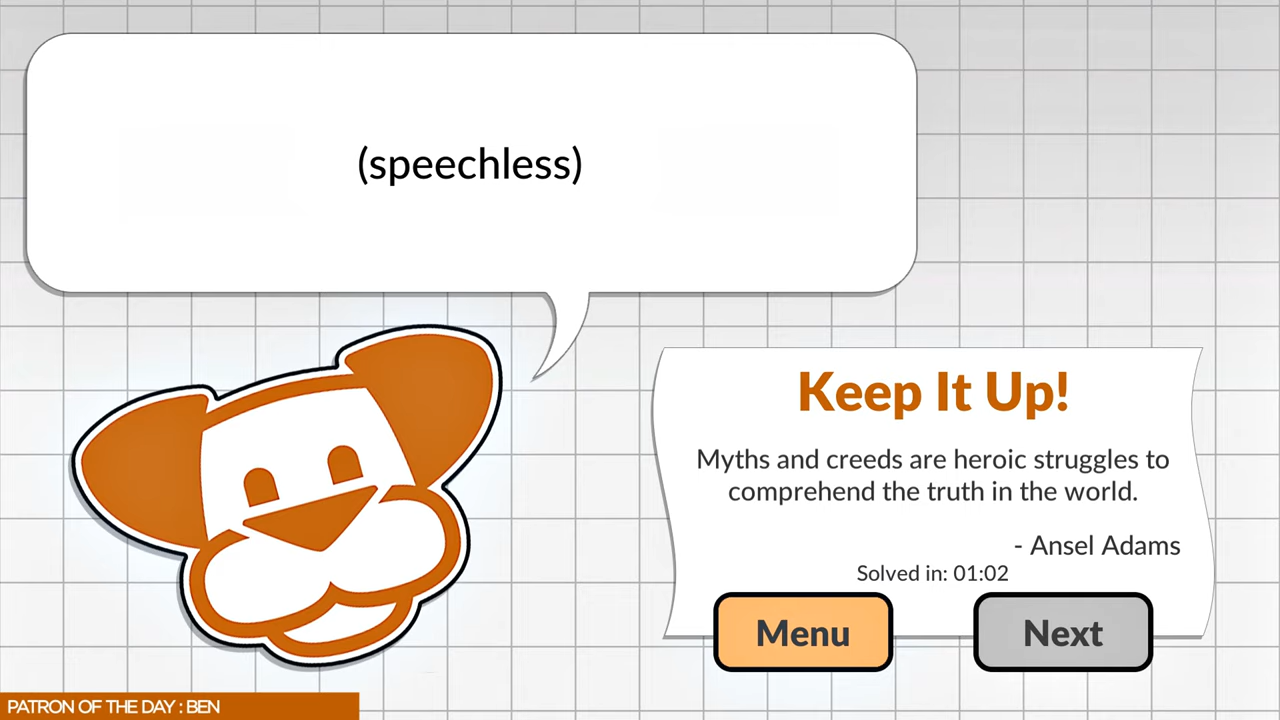 (speechless)
Keep It Up!
Myths and creeds are heroic struggles to
comprehend the truth in the world.
- Ansel Adams
Solved in: 01:02
Menu
Next
PATRON OF THE DAY : BEN